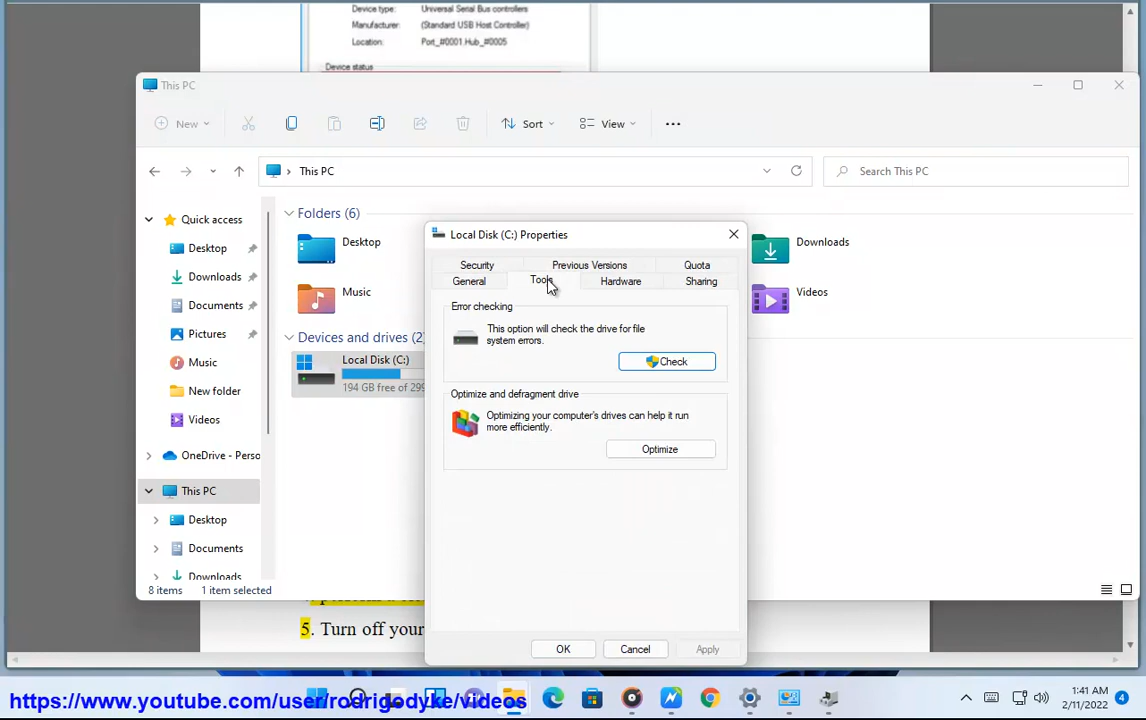 Device type: Universal Serial Bus controllers
Manufacturer: (Standard USB Host Controller)
Location: Port_#0001.Hub_#0005
Device status
This PC
New
Sort
View
This PC
Search This PC
Quick access
Desktop
Downloads
Documents
Pictures
Music
New folder
Videos
OneDrive - Perso
This PC
Desktop
Documents
Downloads
Folders (6)
Desktop
Downloads
Music
Videos
Devices and drives (2)
Local Disk (C:)
194 GB free of 299
Local Disk (C:) Properties
Security Previous Versions Quota
General Tools Hardware Sharing
Error checking
This option will check the drive for file
system errors.
Check
Optimize and defragment drive
Optimizing your computer's drives can help it run
more efficiently.
Optimize
OK Cancel Apply
8 items 1 item selected
5. Turn off your
https://www.youtube.com/user/rodrigodyke/videos
1:41 AM
2/11/2022
4